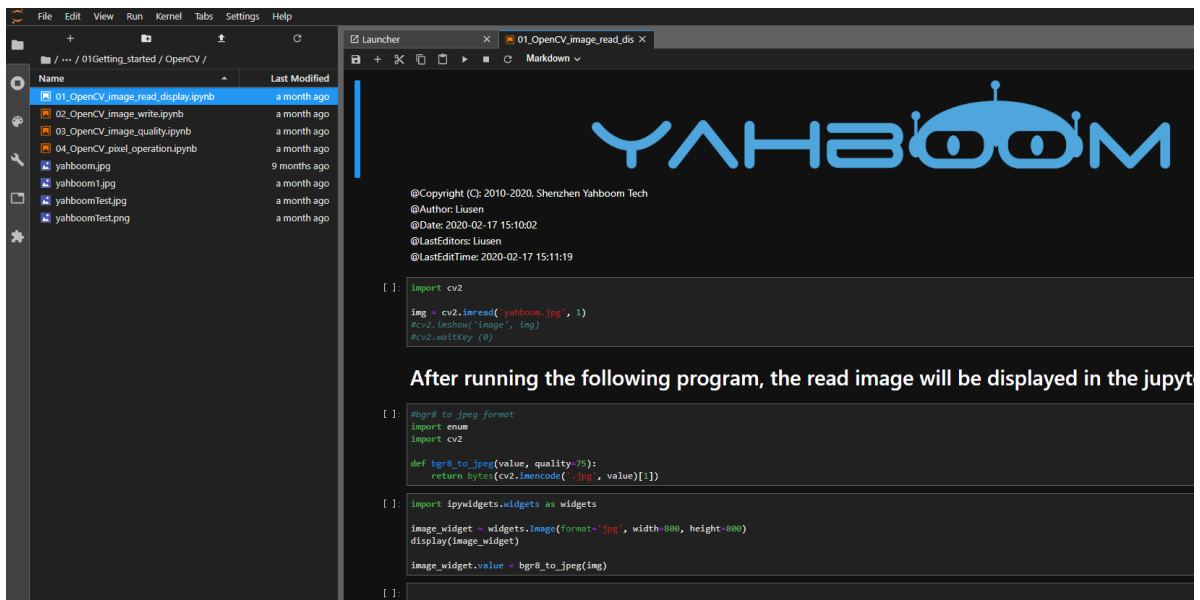 File Edit View Run Kernel Tabs Settings Help
Launcher
01_OpenCV_image_read_dis
/ ··· / 01Getting_started / OpenCV /
Markdown
Name Last Modified
01_OpenCV_image_read_display.ipynb a month ago
02_OpenCV_image_write.ipynb a month ago
03_OpenCV_image_quality.ipynb a month ago
04_OpenCV_pixel_operation.ipynb a month ago
yahboom.jpg 9 months ago
yahboom1.jpg a month ago
yahboomTest.jpg a month ago
yahboomTest.png a month ago
YAHBOOM
@Copyright (C): 2010-2020, Shenzhen Yahboom Tech
@Author: Liusen
@Date: 2020-02-17 15:10:02
@LastEditors: Liusen
@LastEditTime: 2020-02-17 15:11:19
[ ]: import cv2
img = cv2.imread('yahboom.jpg', 1)
#cv2.imshow('image', img)
#cv2.waitKey (0)
After running the following program, the read image will be displayed in the jupyt
[ ]: #bgr8 to jpeg format
import enum
import cv2
def bgr8_to_jpeg(value, quality=75):
return bytes(cv2.imencode('.jpg', value)[1])
[ ]: import ipywidgets.widgets as widgets
image_widget = widgets.Image(format='jpg', width=800, height=800)
display(image_widget)
image_widget.value = bgr8_to_jpeg(img)
[ ]: